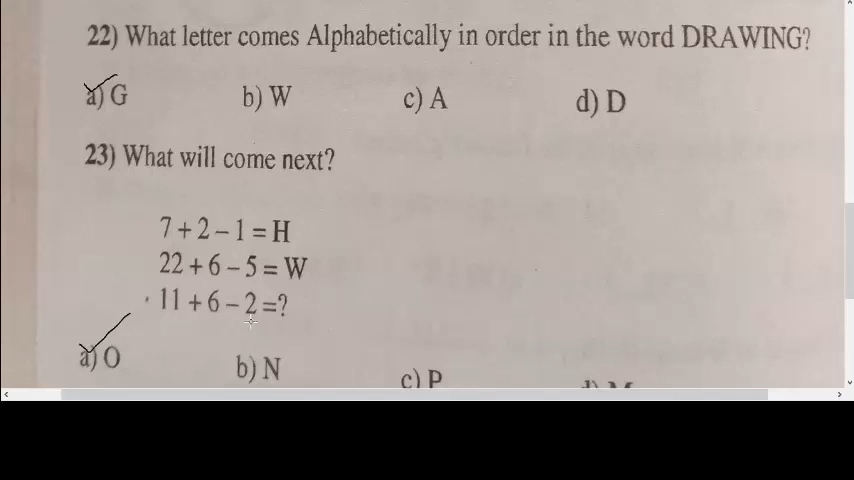 22) What letter comes Alphabetically in order in the word DRAWING?
a) G b) W c) A d) D
23) What will come next?
7 + 2 – 1 = H
22 + 6 – 5 = W
11 + 6 – 2 =?
a) O b) N c) P